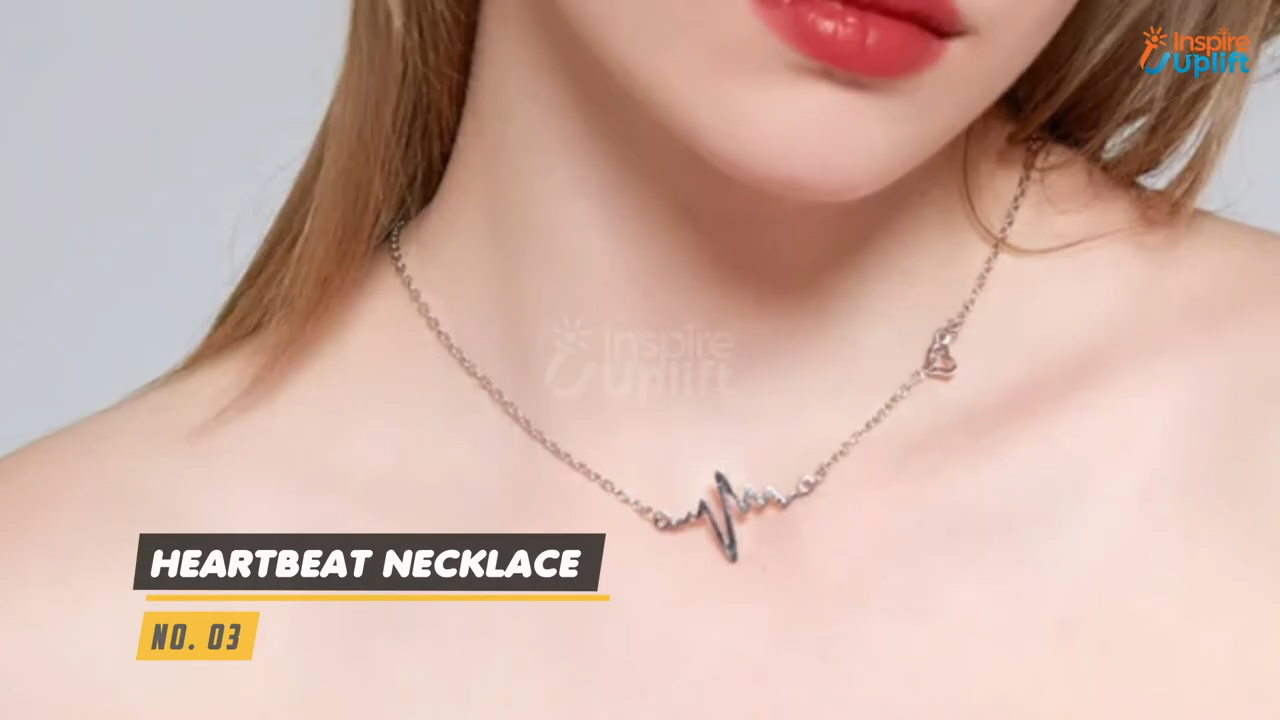 Inspire
Uplift
Inspire
Uplift
HEARTBEAT NECKLACE
NO. 03